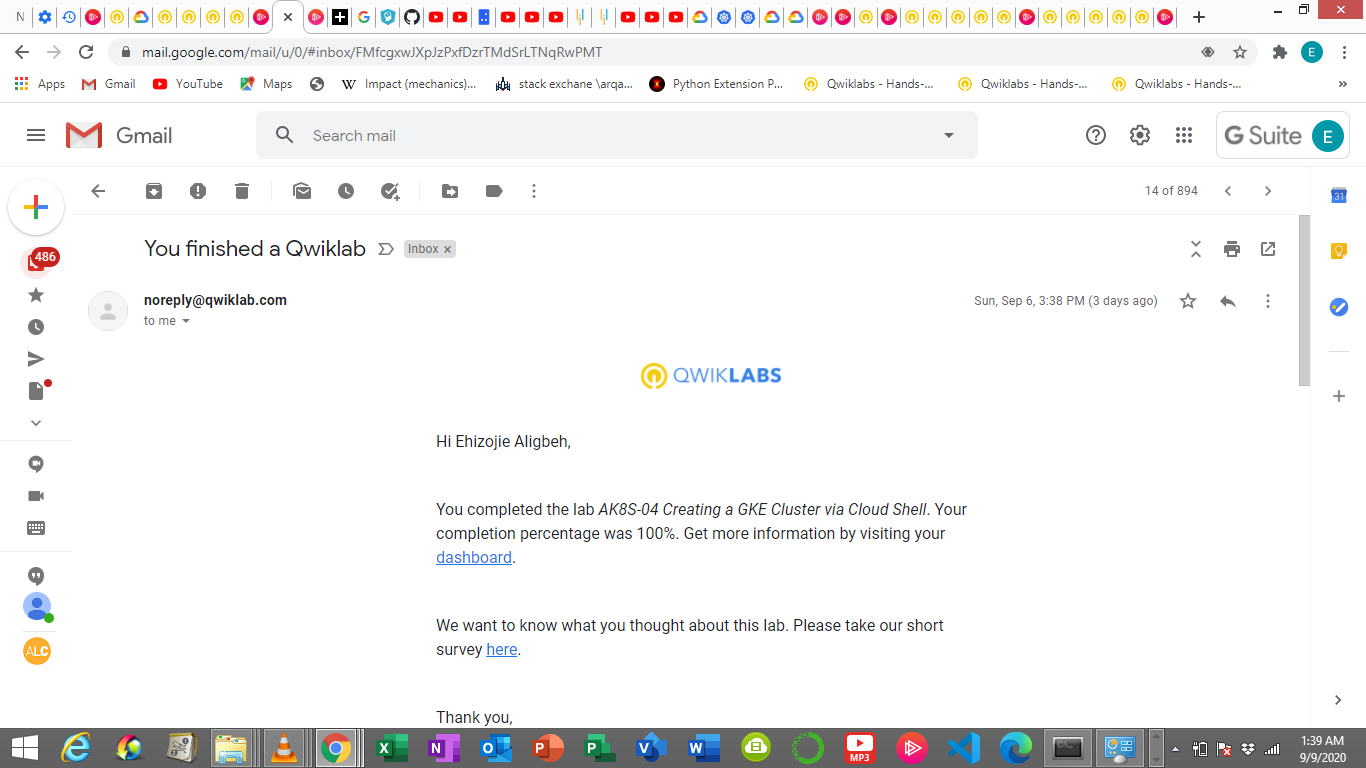 mail.google.com/mail/u/0/#inbox/FMfcgxwJXpJzPxfDzrTMdSrLTNqRwPMT
E
Apps
Gmail
YouTube
Maps
Impact (mechanics)...
stack exchane \arqa...
Python Extension P...
Qwiklabs - Hands-...
Qwiklabs - Hands-...
Qwiklabs - Hands-...
»
Gmail
Search mail
G Suite
E
14 of 894
31
486
You finished a Qwiklab
Inbox x
noreply@qwiklab.com
Sun, Sep 6, 3:38 PM (3 days ago)
to me
QWIKLABS
Hi Ehizojie Aligbeh,
You completed the lab AK8S-04 Creating a GKE Cluster via Cloud Shell. Your
completion percentage was 100%. Get more information by visiting your
dashboard.
We want to know what you thought about this lab. Please take our short
survey here.
ALC
Thank you,
MP3
1:39 AM
9/9/2020